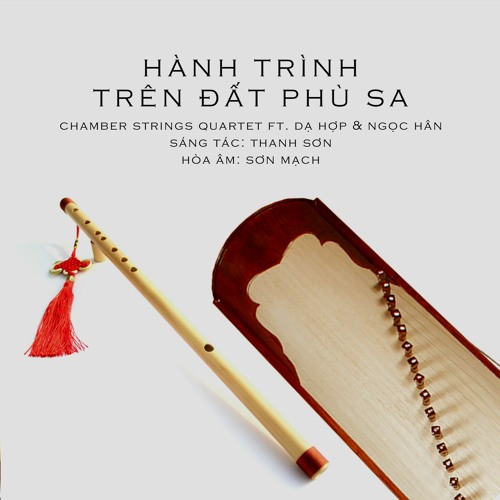 HÀNH TRÌNH
TRÊN ĐẤT PHÙ SA
CHAMBER STRINGS QUARTET FT. DẠ HỢP & NGỌC HÂN
SÁNG TÁC: THANH SƠN
HÒA ÂM: SƠN MẠCH